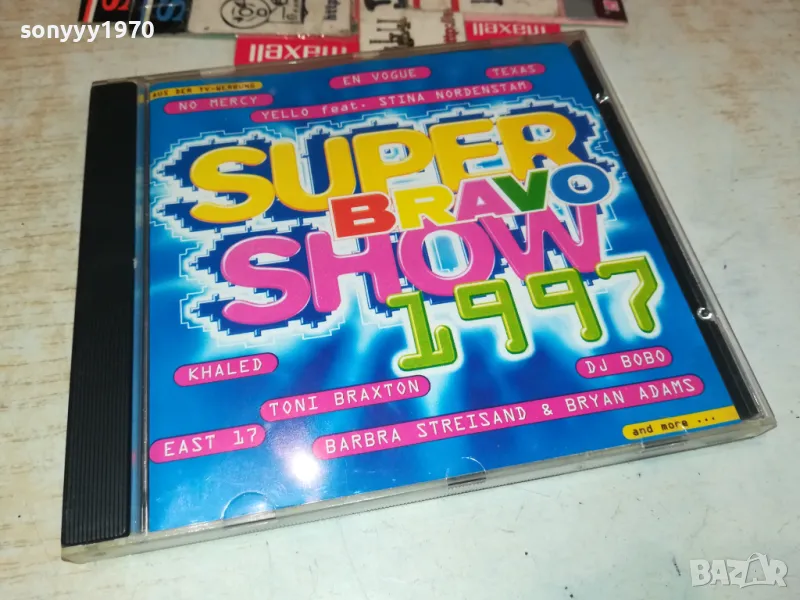 sonyyy1970
maxell
AUS DER TV-WERBUNG
EN VOGUE
TEXAS
NO MERCY
YELLO feat. STINA NORDENSTAM
SUPER
BRAVO
SHOW
1997
KHALED
DJ BOBO
TONI BRAXTON
EAST 17
BARBRA STREISAND & BRYAN ADAMS
and more ...
BAZAR